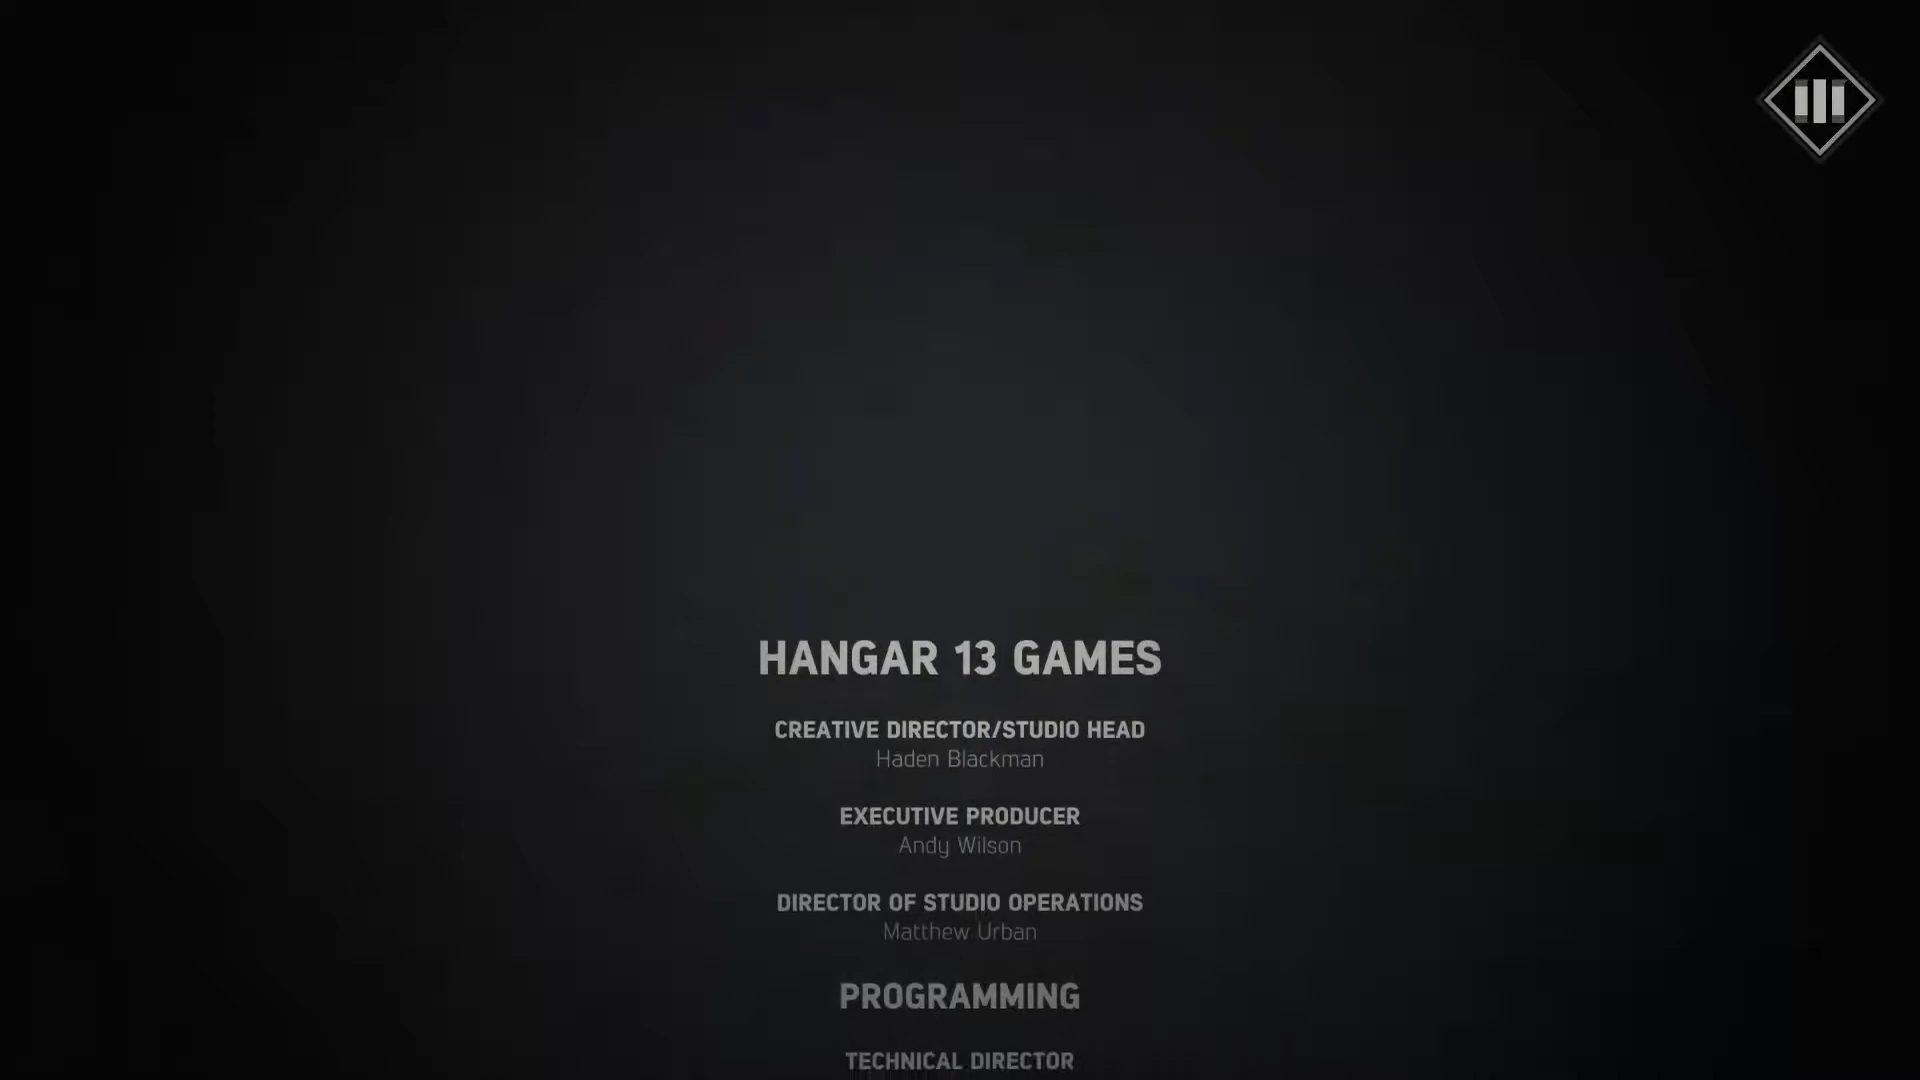 HANGAR 13 GAMES
CREATIVE DIRECTOR/STUDIO HEAD
Haden Blackman
EXECUTIVE PRODUCER
Andy Wilson
DIRECTOR OF STUDIO OPERATIONS
Matthew Urban
PROGRAMMING
TECHNICAL DIRECTOR